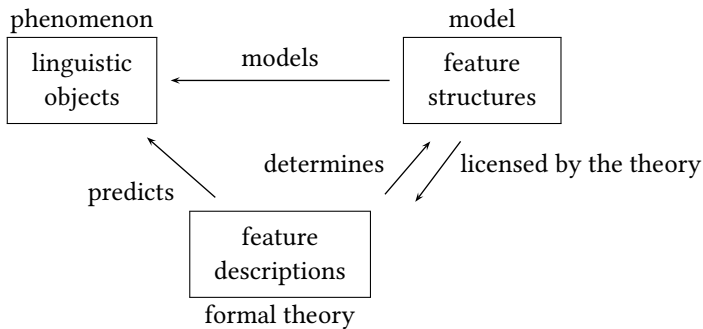 phenomenon
model
linguistic
objects
models
feature
structures
predicts
determines
licensed by the theory
feature
descriptions
formal theory